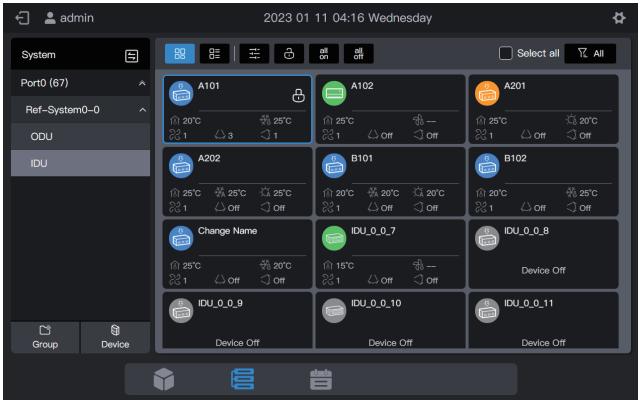 admin
2023 01 11 04:16 Wednesday
System
all on
all off
Select all
All
Port0 (67)
Ref-System0-0
ODU
IDU
A101
20°C 25°C
1 3 1
A102
25°C --
1 Off Off
A201
25°C 20°C
1 Off Off
A202
25°C 25°C 25°C
1 Off Off
B101
20°C 20°C 20°C
1 Off Off
B102
20°C 25°C
1 Off Off
Change Name
25°C 20°C
1 Off Off
IDU_0_0_7
15°C --
1 Off Off
IDU_0_0_8
Device Off
IDU_0_0_9
Device Off
IDU_0_0_10
Device Off
IDU_0_0_11
Device Off
Group
Device